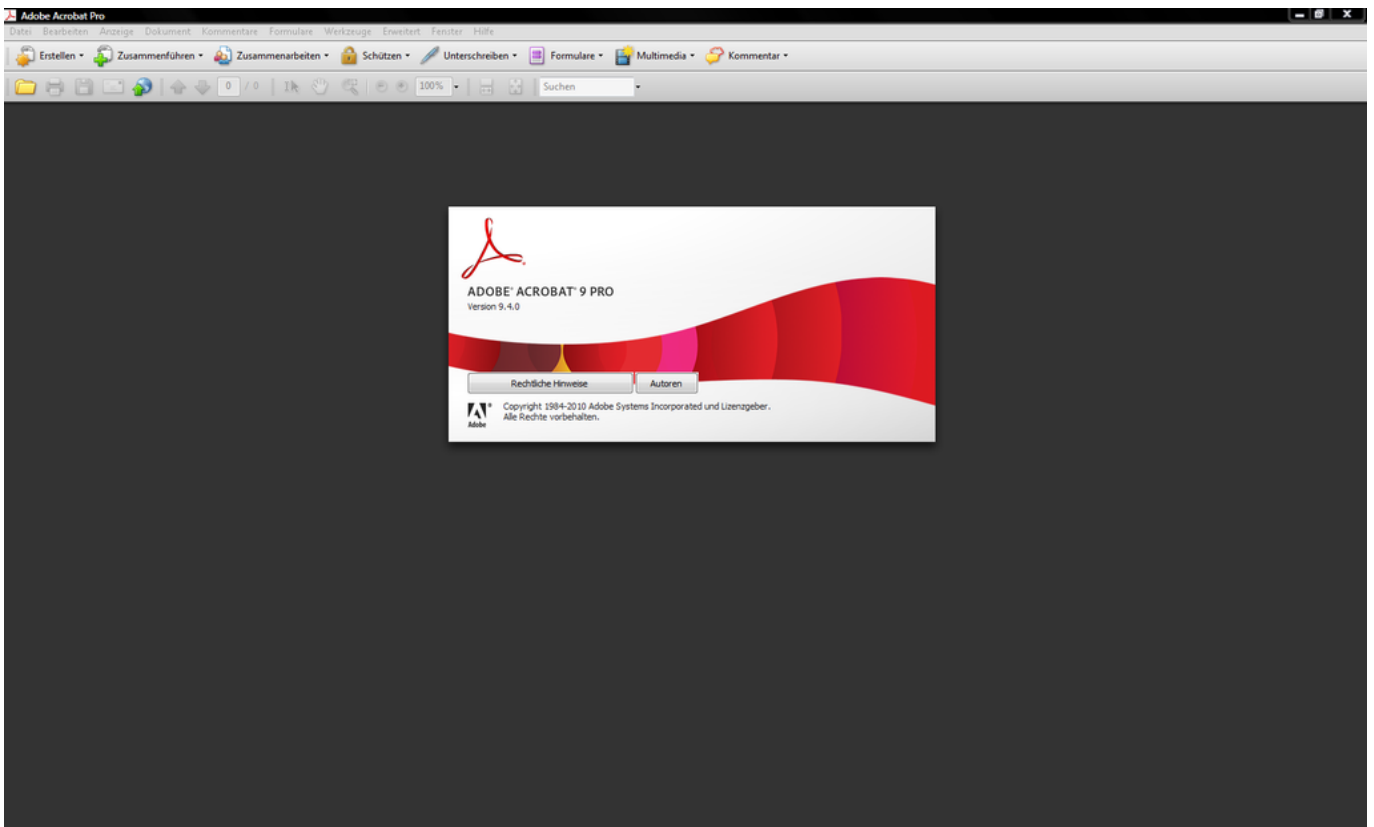 Adobe Acrobat Pro
Datei Bearbeiten Anzeige Dokument Kommentare Formulare Werkzeuge Erweitert Fenster Hilfe
Erstellen Zusammenführen Zusammenarbeiten Schützen Unterschreiben Formulare Multimedia Kommentar
0 / 0 100% Suchen
ADOBE® ACROBAT® 9 PRO
Version 9.4.0
Rechtliche Hinweise Autoren
Copyright 1984-2010 Adobe Systems Incorporated und Lizenzgeber.
Alle Rechte vorbehalten.
Adobe